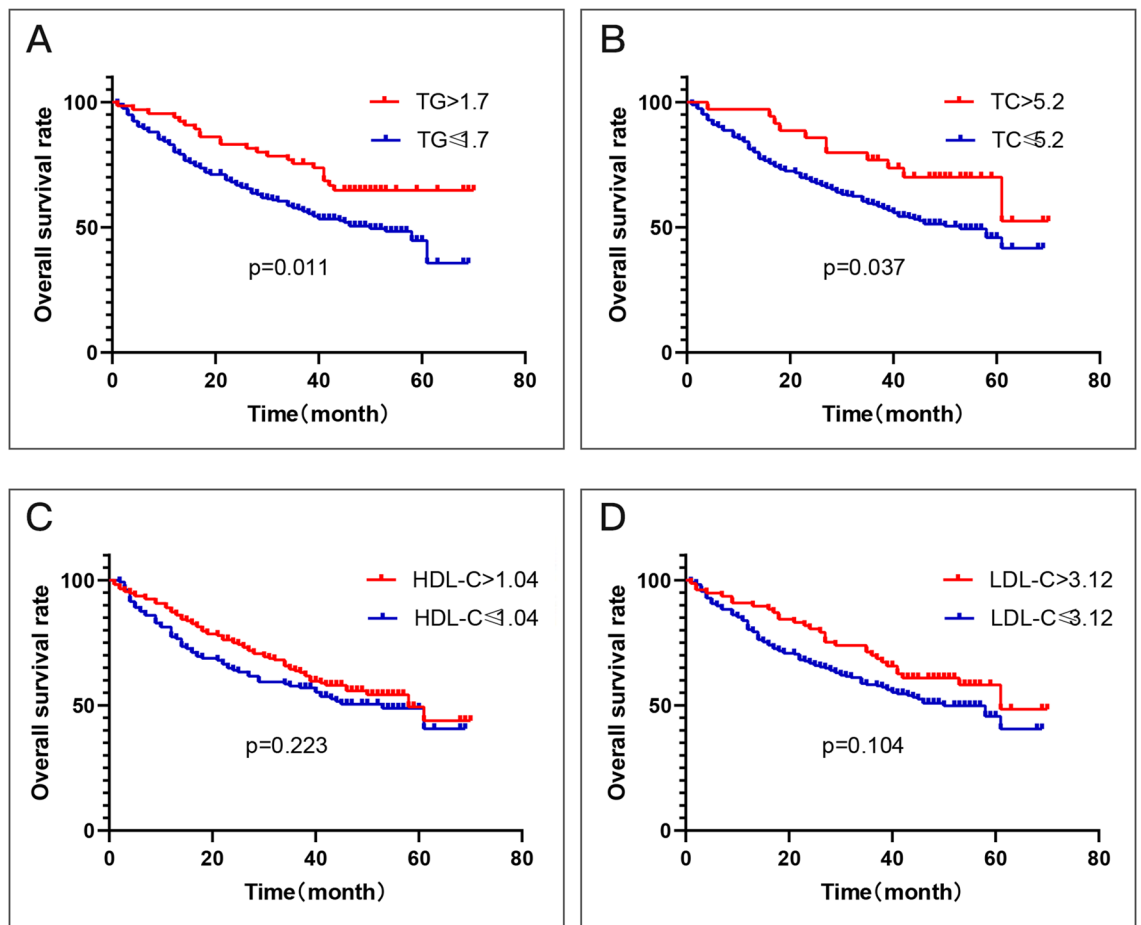 A
Overall survival rate
100
50
0
TG>1.7
TG≤1.7
p=0.011
0 20 40 60 80
Time(month)
B
Overall survival rate
100
50
0
TC>5.2
TC≤5.2
p=0.037
0 20 40 60 80
Time(month)
C
Overall survival rate
100
50
0
HDL-C>1.04
HDL-C≤1.04
p=0.223
0 20 40 60 80
Time(month)
D
Overall survival rate
100
50
0
LDL-C>3.12
LDL-C≤3.12
p=0.104
0 20 40 60 80
Time(month)